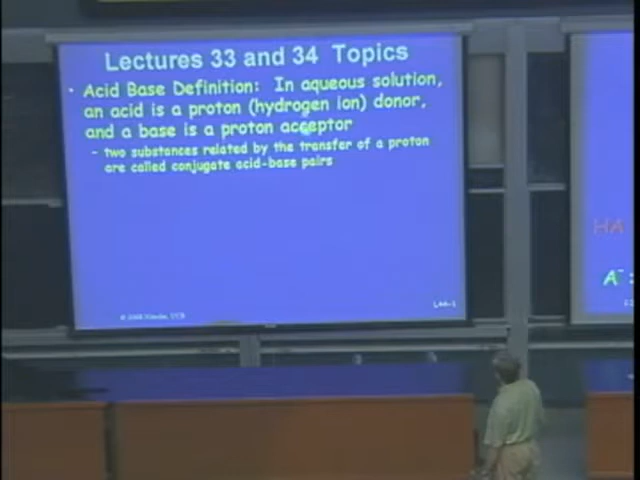 Lectures 33 and 34 Topics
• Acid Base Definition: In aqueous solution,
an acid is a proton (hydrogen ion) donor,
and a base is a proton acceptor
- two substances related by the transfer of a proton
are called conjugate acid-base pairs
HA
A⁻ :